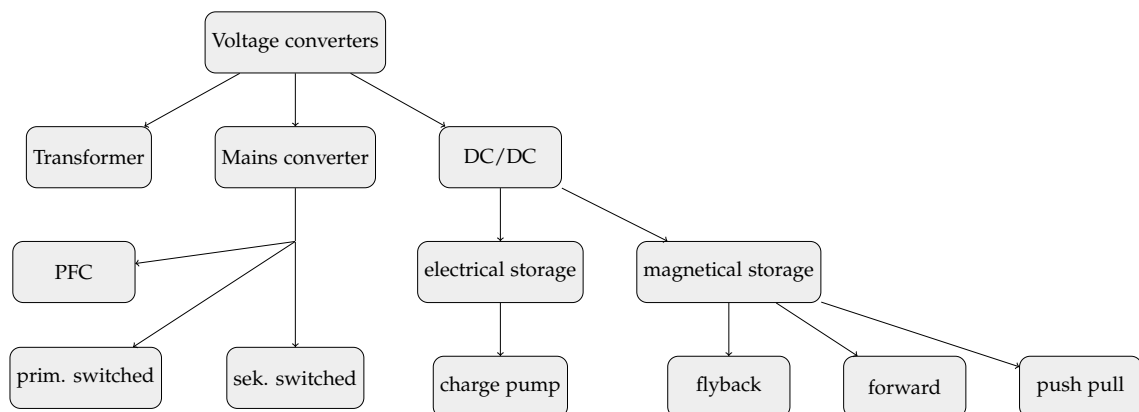 Voltage converters
Transformer
Mains converter
DC/DC
PFC
electrical storage
magnetical storage
prim. switched
sek. switched
charge pump
flyback
forward
push pull